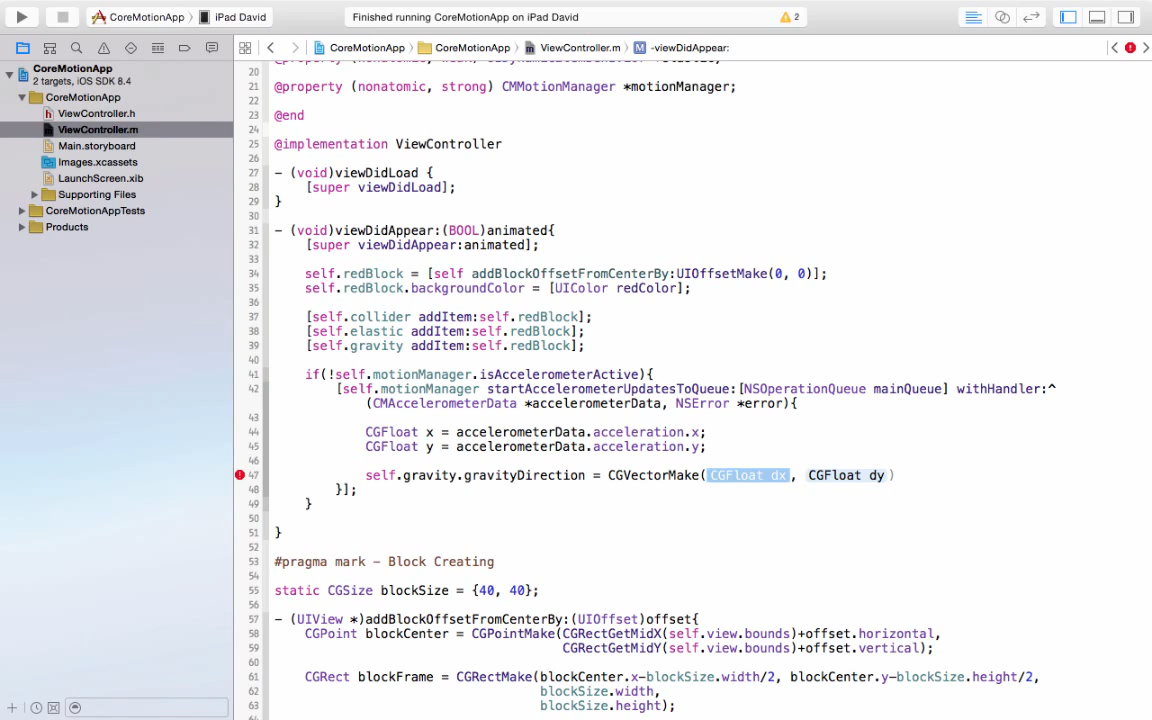 CoreMotionApp
iPad David
Finished running CoreMotionApp on iPad David
2
CoreMotionApp
CoreMotionApp
ViewController.m
M
-viewDidAppear:
CoreMotionApp
2 targets, iOS SDK 8.4
CoreMotionApp
h ViewController.h
m ViewController.m
Main.storyboard
Images.xcassets
LaunchScreen.xib
Supporting Files
CoreMotionAppTests
Products
20
21 @property (nonatomic, strong) CMMotionManager *motionManager;
22
23 @end
24
25 @implementation ViewController
26
27 - (void)viewDidLoad {
28 [super viewDidLoad];
29 }
30
31 - (void)viewDidAppear:(BOOL)animated{
32 [super viewDidAppear:animated];
33
34 self.redBlock = [self addBlockOffsetFromCenterBy:UIOffsetMake(0, 0)];
35 self.redBlock.backgroundColor = [UIColor redColor];
36
37 [self.collider addItem:self.redBlock];
38 [self.elastic addItem:self.redBlock];
39 [self.gravity addItem:self.redBlock];
40
41 if(!self.motionManager.isAccelerometerActive){
42 [self.motionManager startAccelerometerUpdatesToQueue:[NSOperationQueue mainQueue] withHandler:^
(CMAccelerometerData *accelerometerData, NSError *error){
43
44 CGFloat x = accelerometerData.acceleration.x;
45 CGFloat y = accelerometerData.acceleration.y;
47 self.gravity.gravityDirection = CGVectorMake(CGFloat dx, CGFloat dy)
48 }];
49 }
50
51 }
52
53 #pragma mark - Block Creating
54
55 static CGSize blockSize = {40, 40};
56
57 - (UIView *)addBlockOffsetFromCenterBy:(UIOffset)offset{
58 CGPoint blockCenter = CGPointMake(CGRectGetMidX(self.view.bounds)+offset.horizontal,
59 CGRectGetMidY(self.view.bounds)+offset.vertical);
60
61 CGRect blockFrame = CGRectMake(blockCenter.x-blockSize.width/2, blockCenter.y-blockSize.height/2,
62 blockSize.width,
63 blockSize.height);